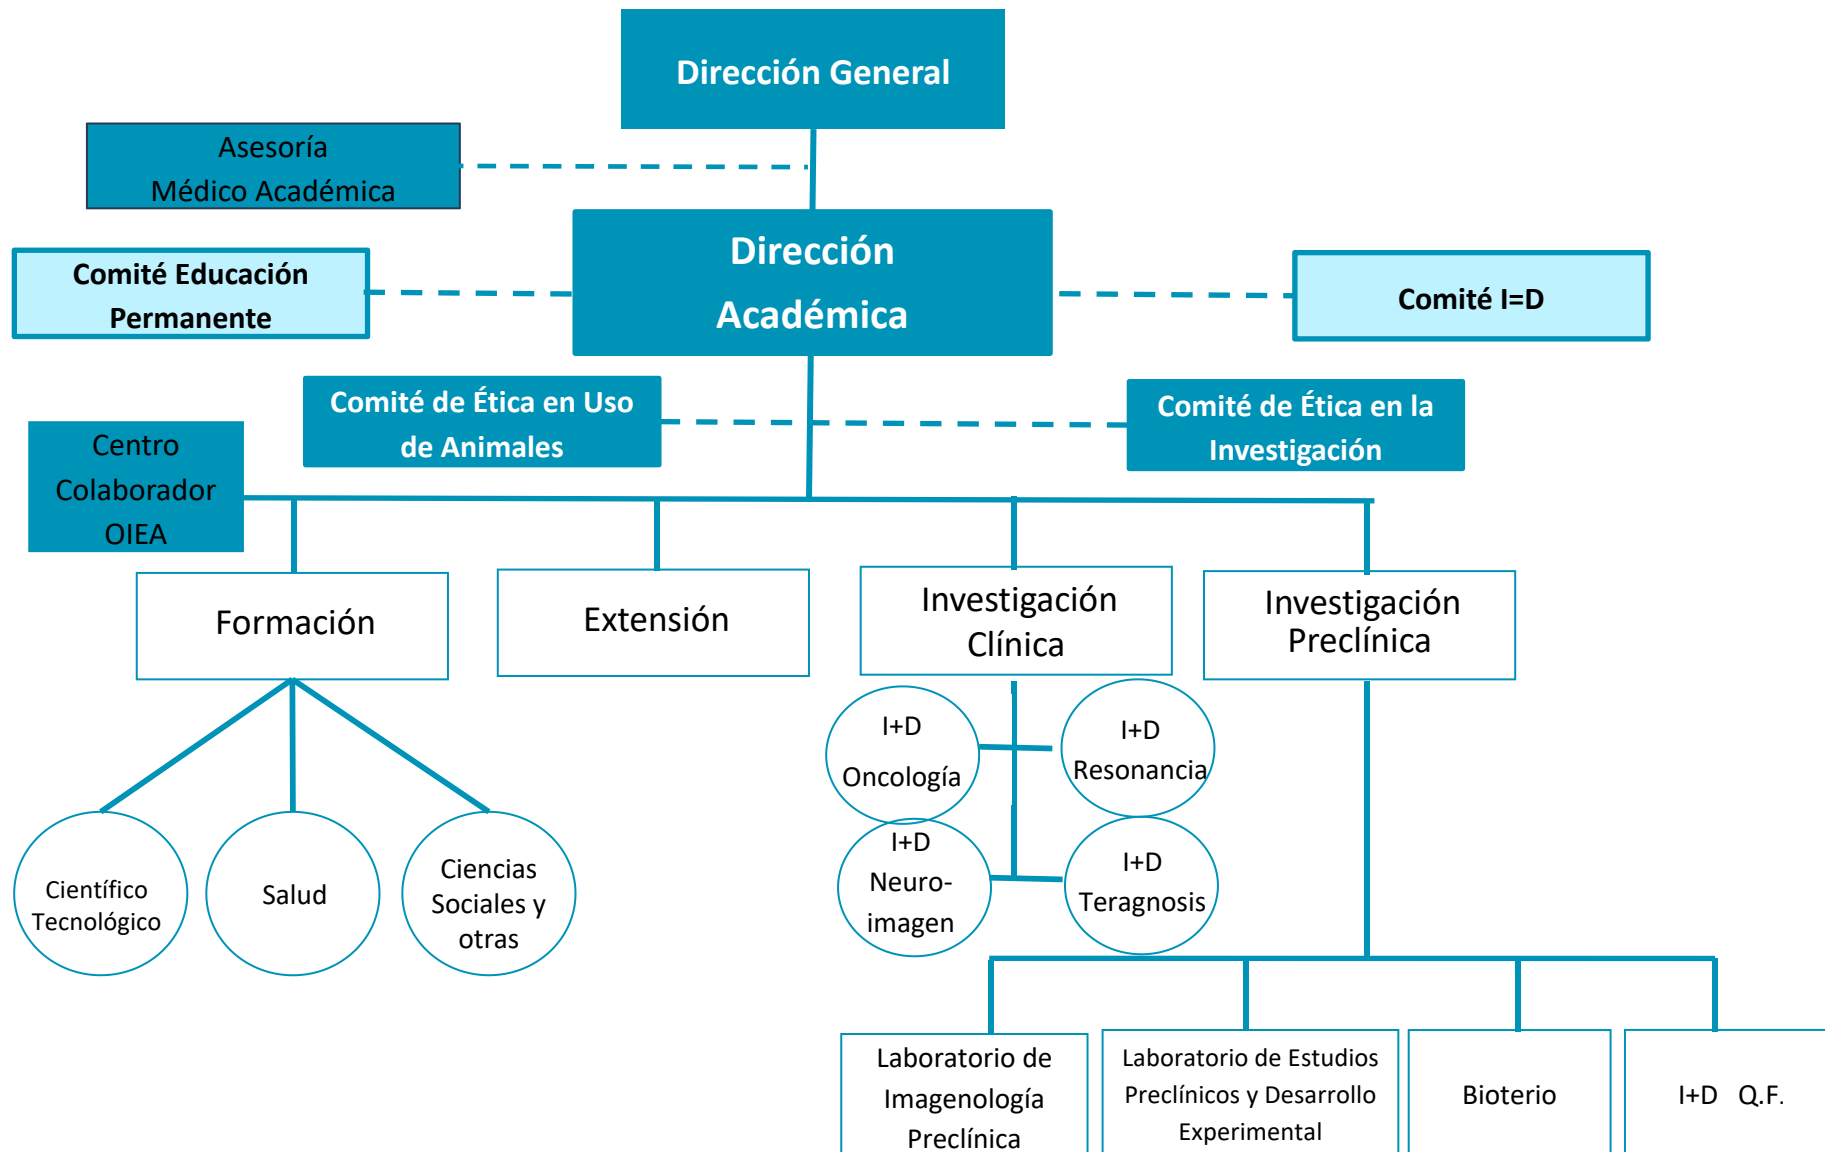 Dirección General
Asesoría
Médico Académica
Dirección
Académica
Comité Educación
Permanente
Comité I=D
Comité de Ética en Uso
de Animales
Comité de Ética en la
Investigación
Centro
Colaborador
OIEA
Formación
Extensión
Investigación
Clínica
Investigación
Preclínica
I+D
Oncología
I+D
Resonancia
I+D
Neuro-
imagen
I+D
Teragnosis
Científico
Tecnológico
Salud
Ciencias
Sociales y
otras
Laboratorio de
Imagenología
Preclínica
Laboratorio de Estudios
Preclínicos y Desarrollo
Experimental
Bioterio
I+D Q.F.